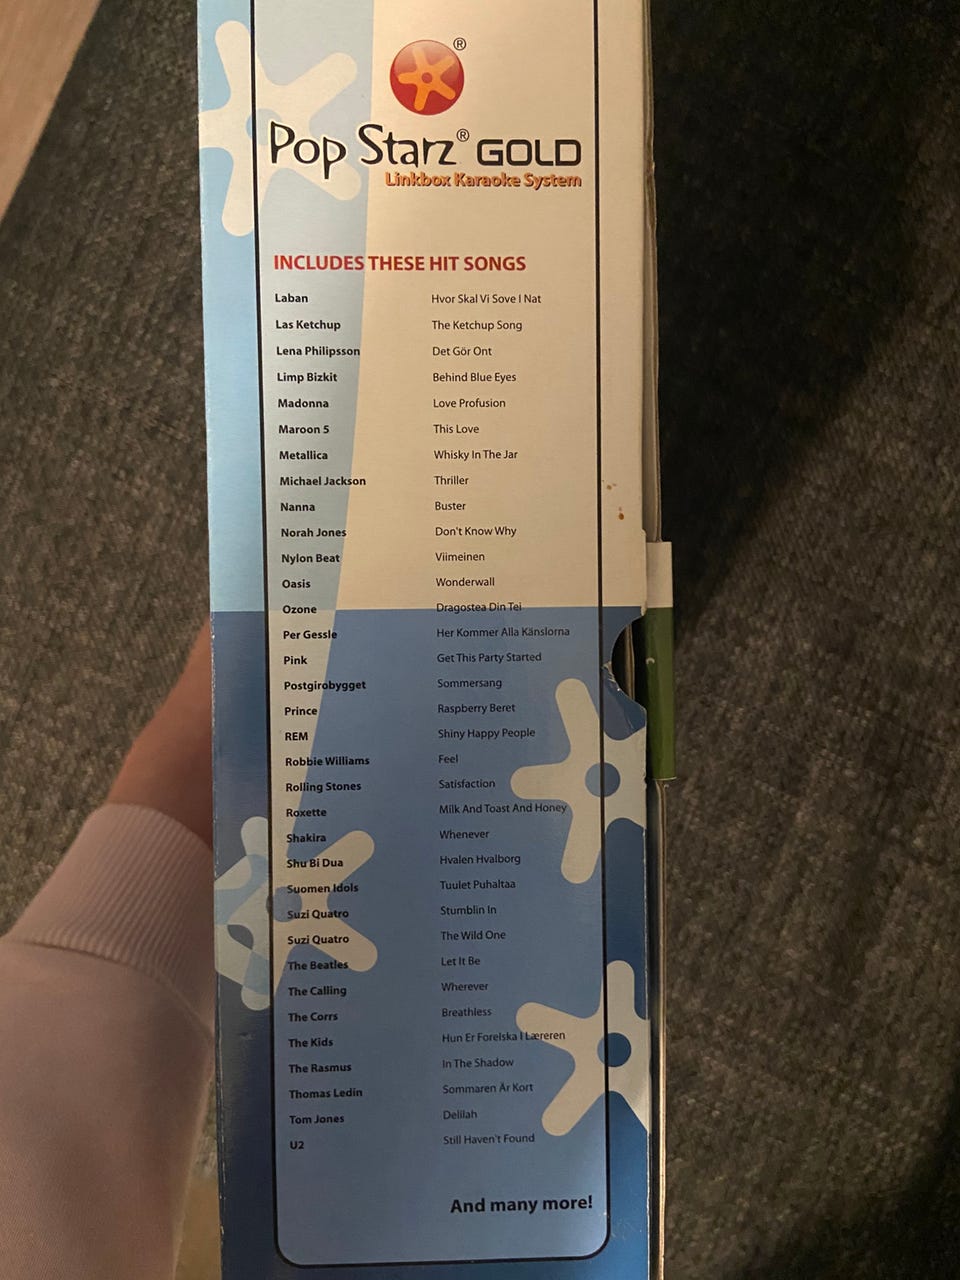 ®
Pop Starz® GOLD
Linkbox Karaoke System
INCLUDES THESE HIT SONGS
Laban Hvor Skal Vi Sove I Nat
Las Ketchup The Ketchup Song
Lena Philipsson Det Gör Ont
Limp Bizkit Behind Blue Eyes
Madonna Love Profusion
Maroon 5 This Love
Metallica Whisky In The Jar
Michael Jackson Thriller
Nanna Buster
Norah Jones Don't Know Why
Nylon Beat Viimeinen
Oasis Wonderwall
Ozone Dragostea Din Tei
Per Gessle Her Kommer Alla Känslorna
Pink Get This Party Started
Postgirobygget Sommersang
Prince Raspberry Beret
REM Shiny Happy People
Robbie Williams Feel
Rolling Stones Satisfaction
Roxette Milk And Toast And Honey
Shakira Whenever
Shu Bi Dua Hvalen Hvalborg
Suomen Idols Tuulet Puhaltaa
Suzi Quatro Stumblin In
Suzi Quatro The Wild One
The Beatles Let It Be
The Calling Wherever
The Corrs Breathless
The Kids Hun Er Forelska I Læreren
The Rasmus In The Shadow
Thomas Ledin Sommaren Är Kort
Tom Jones Delilah
U2 Still Haven't Found
And many more!